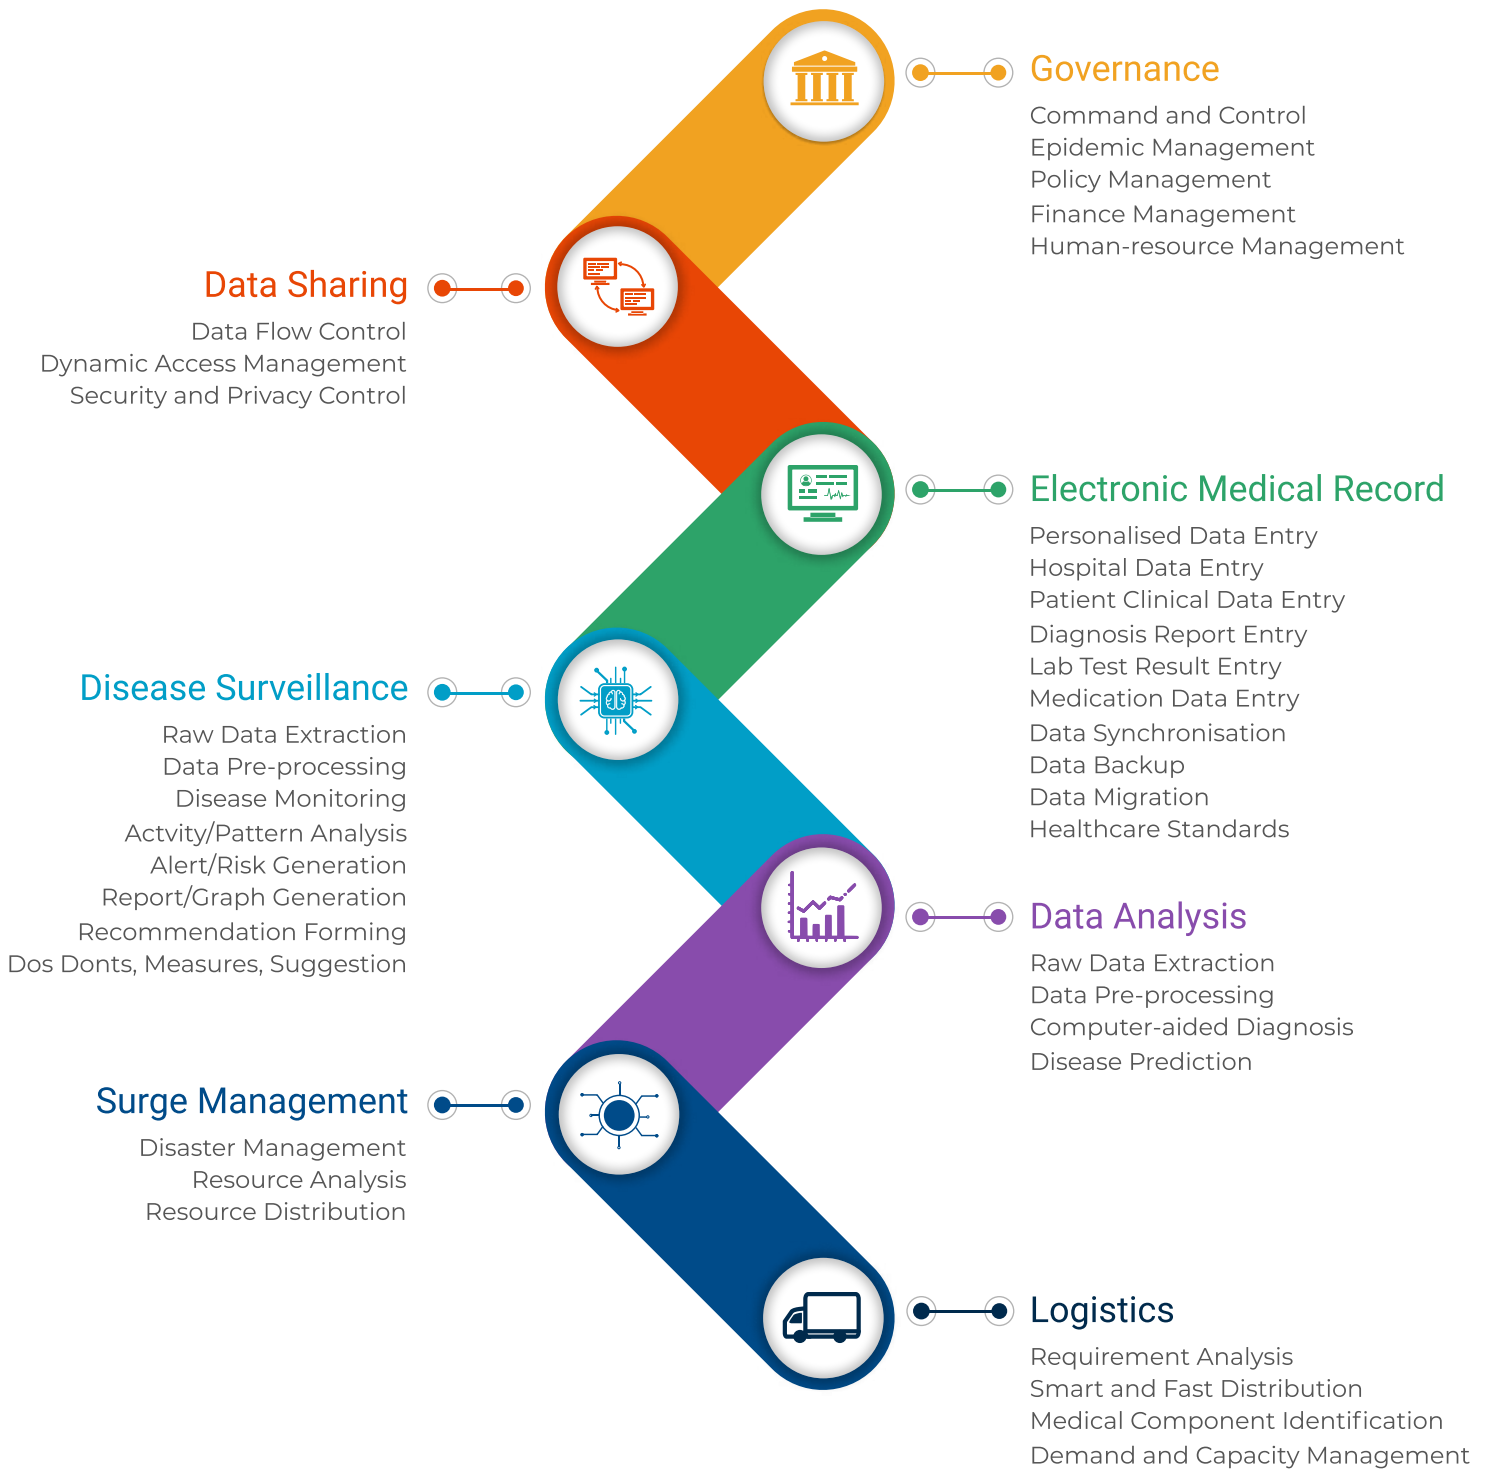 Governance
Command and Control
Epidemic Management
Policy Management
Finance Management
Human-resource Management
Data Sharing
Data Flow Control
Dynamic Access Management
Security and Privacy Control
Electronic Medical Record
Personalised Data Entry
Hospital Data Entry
Patient Clinical Data Entry
Diagnosis Report Entry
Lab Test Result Entry
Medication Data Entry
Data Synchronisation
Data Backup
Data Migration
Healthcare Standards
Disease Surveillance
Raw Data Extraction
Data Pre-processing
Disease Monitoring
Actvity/Pattern Analysis
Alert/Risk Generation
Report/Graph Generation
Recommendation Forming
Dos Donts, Measures, Suggestion
Data Analysis
Raw Data Extraction
Data Pre-processing
Computer-aided Diagnosis
Disease Prediction
Surge Management
Disaster Management
Resource Analysis
Resource Distribution
Logistics
Requirement Analysis
Smart and Fast Distribution
Medical Component Identification
Demand and Capacity Management